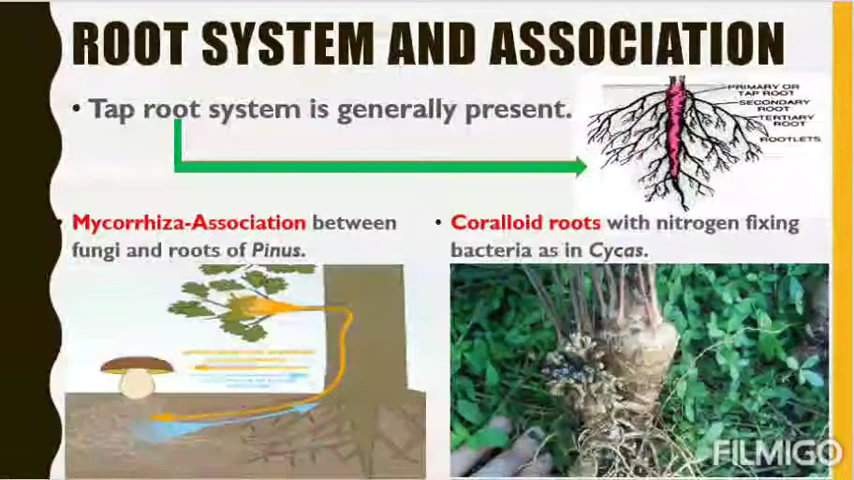 ROOT SYSTEM AND ASSOCIATION
• Tap root system is generally present.
PRIMARY OR
TAP ROOT
SECONDARY
ROOT
TERTIARY
ROOT
ROOTLETS
Mycorrhiza-Association between
fungi and roots of Pinus.
• Coralloid roots with nitrogen fixing
bacteria as in Cycas.
FILMIGO